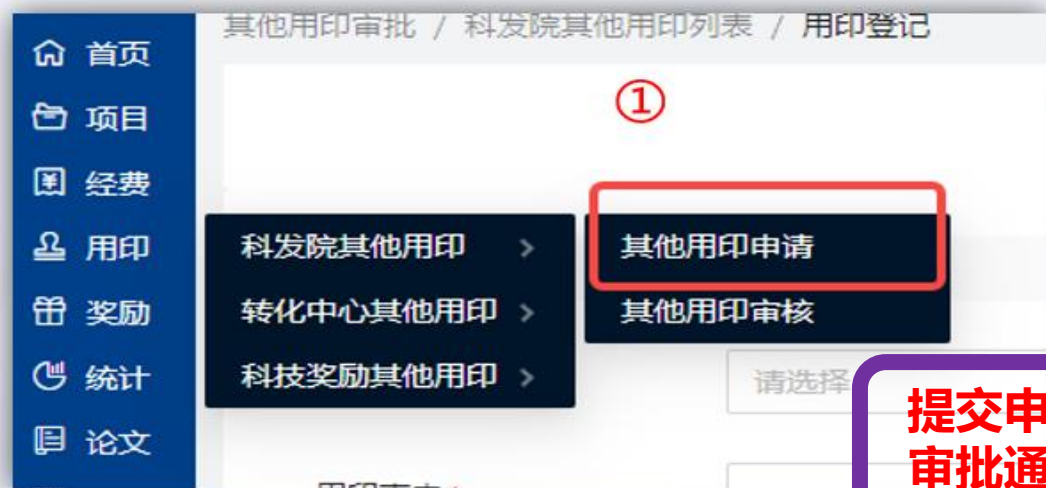 其他用印审批 / 科发院其他用印列表 / 用印登记
首页
①
项目
经费
用印
科发院其他用印 >
其他用印申请
奖励
转化中心其他用印 >
其他用印审核
统计
科技奖励其他用印 >
请选择
论文
提交申
审批通